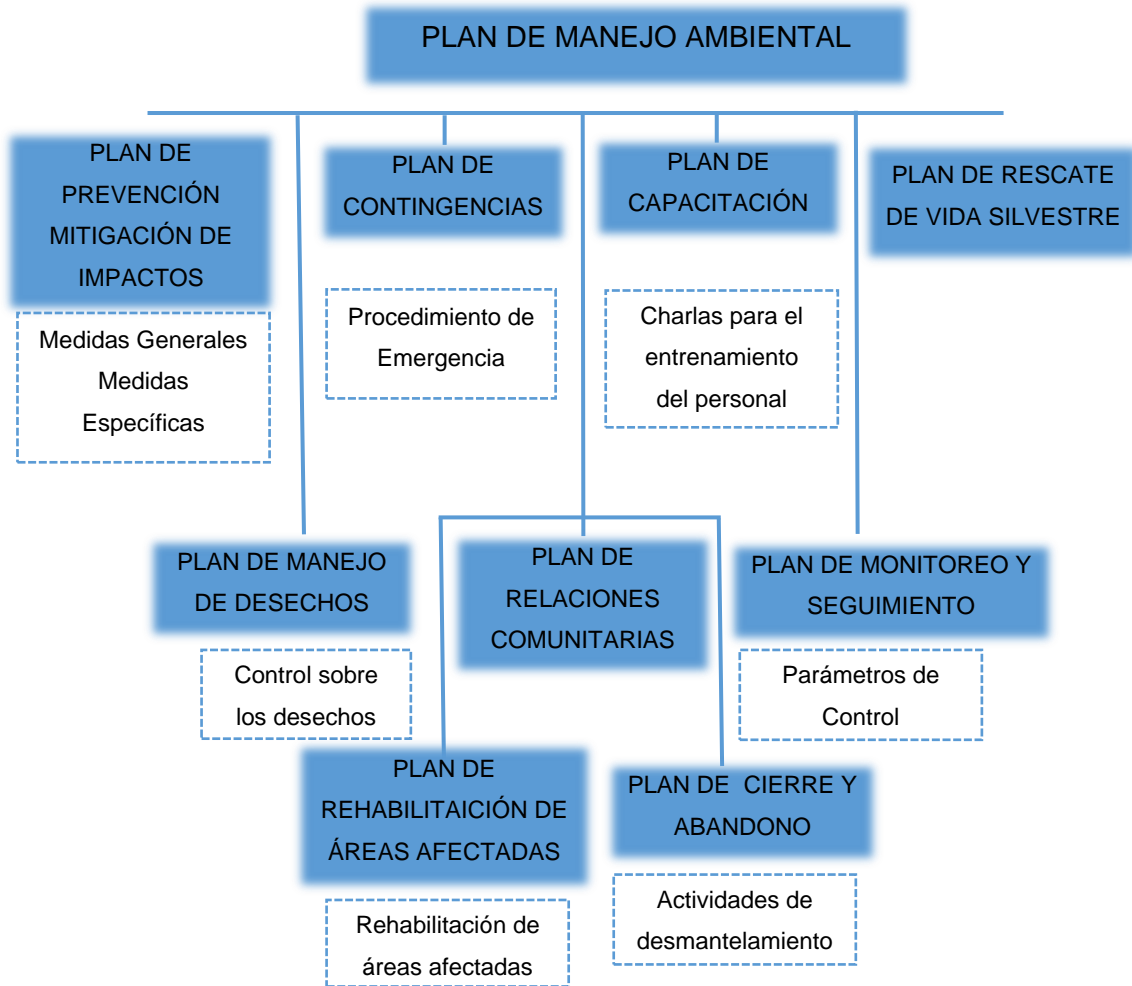 PLAN DE MANEJO AMBIENTAL
PLAN DE
PREVENCIÓN
MITIGACIÓN DE
IMPACTOS
Medidas Generales
Medidas
Específicas
PLAN DE
CONTINGENCIAS
Procedimiento de
Emergencia
PLAN DE
CAPACITACIÓN
Charlas para el
entrenamiento
del personal
PLAN DE RESCATE
DE VIDA SILVESTRE
PLAN DE MANEJO
DE DESECHOS
Control sobre
los desechos
PLAN DE
RELACIONES
COMUNITARIAS
PLAN DE MONITOREO Y
SEGUIMIENTO
Parámetros de
Control
PLAN DE
REHABILITAICIÓN DE
ÁREAS AFECTADAS
Rehabilitación de
áreas afectadas
PLAN DE  CIERRE Y
ABANDONO
Actividades de
desmantelamiento